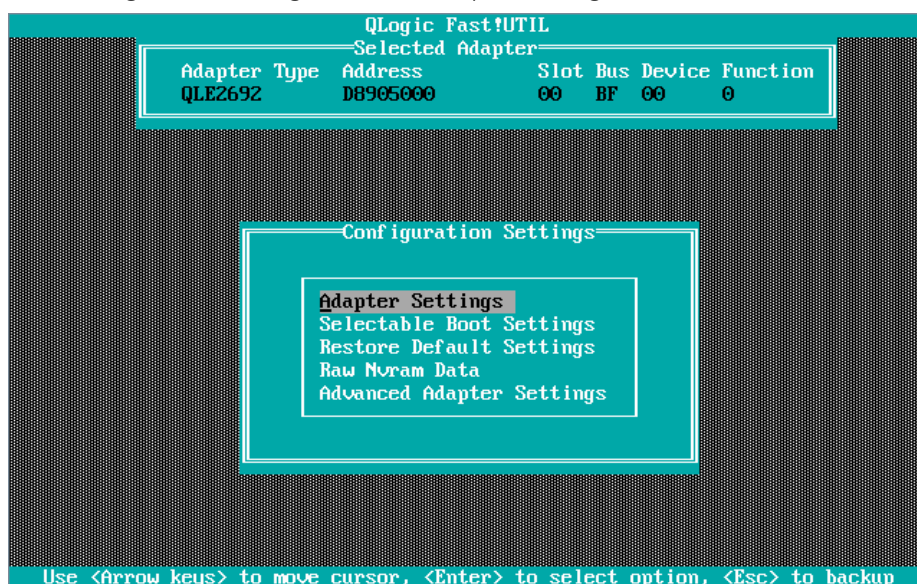 QLogic Fast!UTIL
Selected Adapter
Adapter Type Address Slot Bus Device Function
QLE2692 D8905000 00 BF 00 0
Configuration Settings
Adapter Settings
Selectable Boot Settings
Restore Default Settings
Raw Nvram Data
Advanced Adapter Settings
Use <Arrow keys> to move cursor, <Enter> to select option, <Esc> to backup